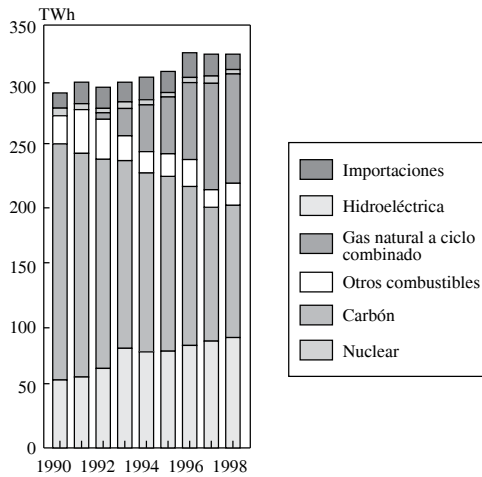 TWh
350
300
250
200
150
100
50
0
1990 1992 1994 1996 1998
Importaciones
Hidroeléctrica
Gas natural a ciclo
combinado
Otros combustibles
Carbón
Nuclear